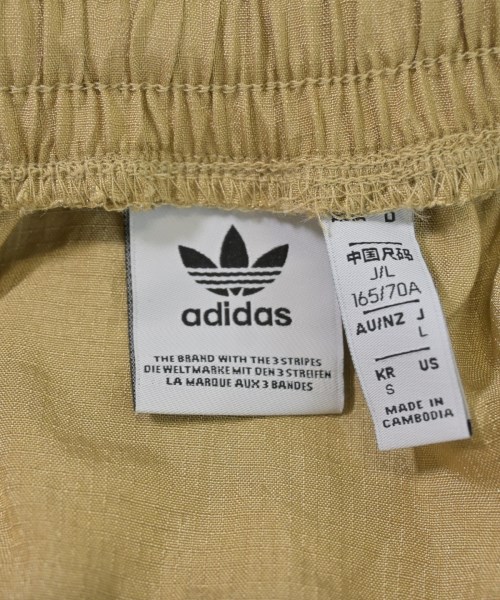 adidas
THE BRAND WITH THE 3 STRIPES
DIE WELTMARKE MIT DEN 3 STREIFEN
LA MARQUE AUX 3 BANDES
中国尺码
J/L
165/70A
AU/NZ J
L
KR US
S
MADE IN
CAMBODIA